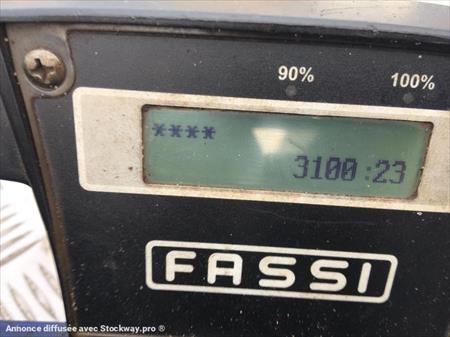 90% 100%
****
3100:23
FASSI
Annonce diffusée avec Stockway.pro ®